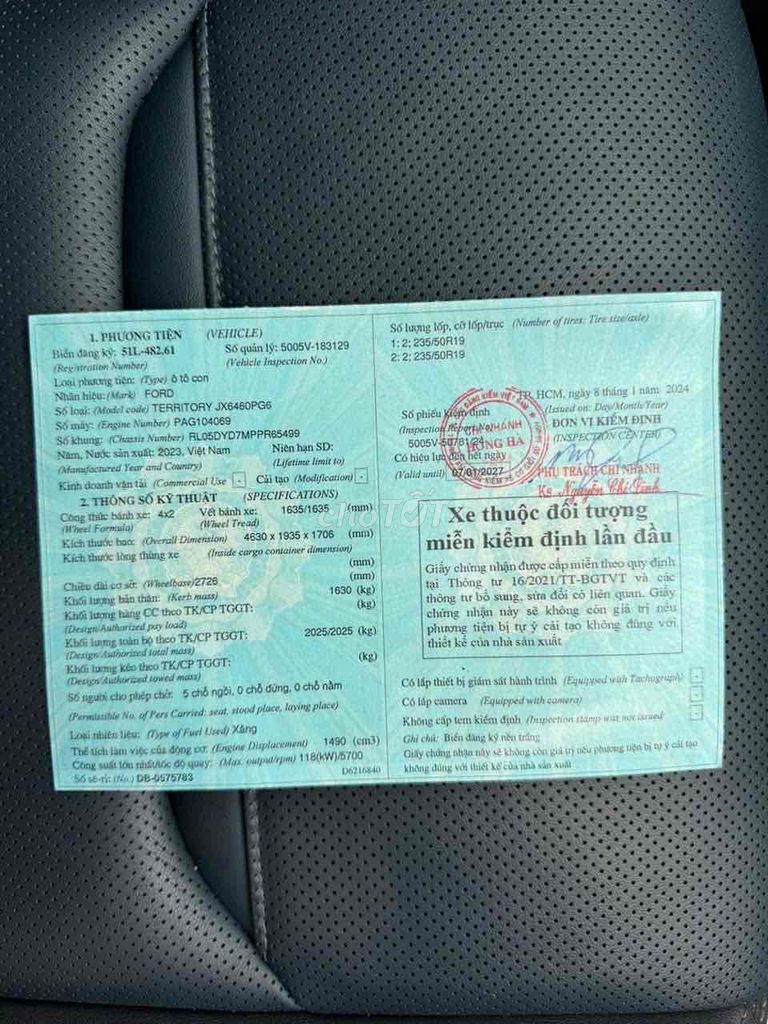 1. PHƯƠNG TIỆN (VEHICLE)
Biển đăng ký: 51L-482.61 Số quản lý: 5005V-183129
(Registration Number) (Vehicle Inspection No.)
Loại phương tiện: (Type) ô tô con
Nhãn hiệu: (Mark) FORD
Số loại: (Model code) TERRITORY JX6460PG6
Số máy: (Engine Number) PAG104069
Số khung: (Chassis Number) RL05DYD7MPPR65499
Năm, Nước sản xuất: 2023, Việt Nam Niên hạn SD:
(Manufactured Year and Country) (Lifetime limit to)
Kinh doanh vận tải (Commercial Use) - Cải tạo (Modification) -
2. THÔNG SỐ KỸ THUẬT (SPECIFICATIONS)
Công thức bánh xe: 4x2 Vết bánh xe: 1635/1635 (mm)
(Wheel Formula) (Wheel Tread)
Kích thước bao: (Overall Dimension) 4630 x 1935 x 1706 (mm)
Kích thước lòng thùng xe (Inside cargo container dimension)
(mm)
Chiều dài cơ sở: (Wheelbase) 2726 (mm)
Khối lượng bản thân: (Kerb mass) 1630 (kg)
Khối lượng hàng CC theo TK/CP TGGT: (kg)
(Design/Authorized pay load)
Khối lượng toàn bộ theo TK/CP TGGT: 2025/2025 (kg)
(Design/Authorized total mass)
Khối lượng kéo theo TK/CP TGGT: (kg)
(Design/Authorized towed mass)
Số người cho phép chở: 5 chỗ ngồi, 0 chỗ đứng, 0 chỗ nằm
(Permissible No. of Pers Carried: seat, stood place, laying place)
Loại nhiên liệu: (Type of Fuel Used) Xăng
Thể tích làm việc của động cơ: (Engine Displacement) 1490 (cm3)
Công suất lớn nhất/tốc độ quay: (Max. output/rpm) 118(kW)/5700
Số sê-ri: (No.) DB-0575783 D6216840
Số lượng lốp, cỡ lốp/trục (Number of tires; Tire size/axle)
1: 2; 235/50R19
2: 2; 235/50R19
TP. HCM, ngày 8 tháng 1 năm 2024
Số phiếu kiểm định (Issued on: Day/Month/Year)
(Inspection Report No) ĐƠN VỊ KIỂM ĐỊNH
5005V-50781/24 (INSPECTION CENTER)
Có hiệu lực đến hết ngày
(Valid until) 07/01/2027
CHI NHÁNH
HỒNG HÀ
PHỤ TRÁCH CHI NHÁNH
Ks. Nguyễn Chí Linh
Xe thuộc đối tượng
miễn kiểm định lần đầu
Giấy chứng nhận được cấp miễn theo quy định
tại Thông tư 16/2021/TT-BGTVT và các
thông tư bổ sung, sửa đổi có liên quan. Giấy
chứng nhận này sẽ không còn giá trị nếu
phương tiện bị tự ý cải tạo không đúng với
thiết kế của nhà sản xuất
Có lắp thiết bị giám sát hành trình (Equipped with Tachograph) -
Có lắp camera (Equipped with camera) -
Không cấp tem kiểm định (Inspection stamp was not issued -
Ghi chú: Biển đăng ký nền trắng
Giấy chứng nhận này sẽ không còn giá trị nếu phương tiện bị tự ý cải tạo
không đúng với thiết kế của nhà sản xuất
CHỢ TỐT